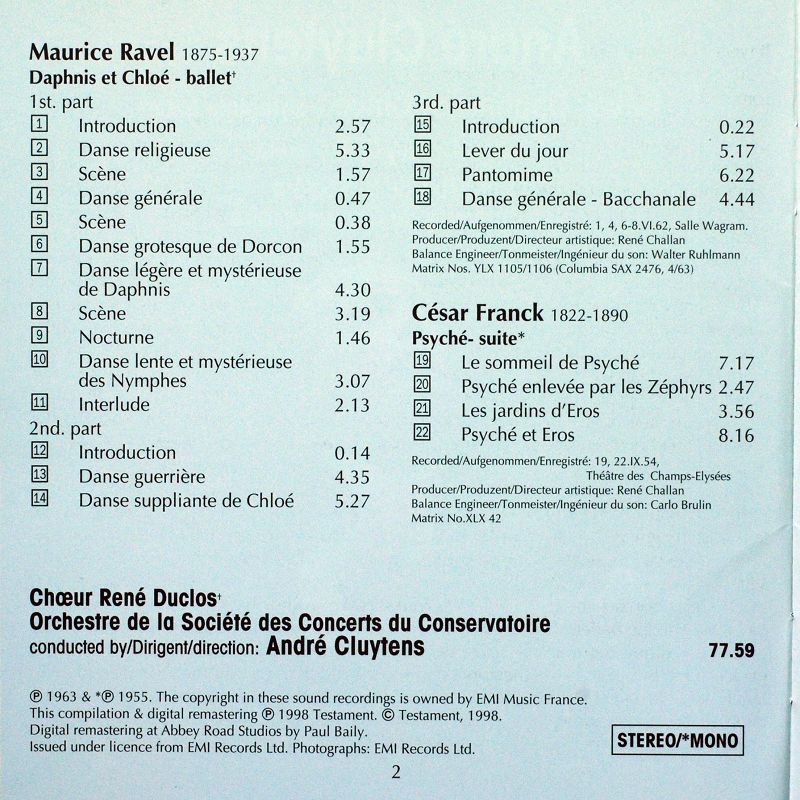 Maurice Ravel 1875-1937
Daphnis et Chloé - ballet†
1st. part
1 Introduction 2.57
2 Danse religieuse 5.33
3 Scène 1.57
4 Danse générale 0.47
5 Scène 0.38
6 Danse grotesque de Dorcon 1.55
7 Danse légère et mystérieuse
de Daphnis 4.30
8 Scène 3.19
9 Nocturne 1.46
10 Danse lente et mystérieuse
des Nymphes 3.07
11 Interlude 2.13
2nd. part
12 Introduction 0.14
13 Danse guerrière 4.35
14 Danse suppliante de Chloé 5.27
3rd. part
15 Introduction 0.22
16 Lever du jour 5.17
17 Pantomime 6.22
18 Danse générale - Bacchanale 4.44
Recorded/Aufgenommen/Enregistré: 1, 4, 6-8.VI.62, Salle Wagram.
Producer/Produzent/Directeur artistique: René Challan
Balance Engineer/Tonmeister/Ingénieur du son: Walter Ruhlmann
Matrix Nos. YLX 1105/1106 (Columbia SAX 2476, 4/63)
César Franck 1822-1890
Psyché- suite*
19 Le sommeil de Psyché 7.17
20 Psyché enlevée par les Zéphyrs 2.47
21 Les jardins d'Eros 3.56
22 Psyché et Eros 8.16
Recorded/Aufgenommen/Enregistré: 19, 22.IX.54,
Théâtre des Champs-Elysées
Producer/Produzent/Directeur artistique: René Challan
Balance Engineer/Tonmeister/Ingénieur du son: Carlo Brulin
Matrix No.XLX 42
Chœur René Duclos†
Orchestre de la Société des Concerts du Conservatoire
conducted by/Dirigent/direction: André Cluytens 77.59
℗ 1963 & *℗ 1955. The copyright in these sound recordings is owned by EMI Music France.
This compilation & digital remastering ℗ 1998 Testament. © Testament, 1998.
Digital remastering at Abbey Road Studios by Paul Baily.
Issued under licence from EMI Records Ltd. Photographs: EMI Records Ltd.
STEREO/*MONO
2